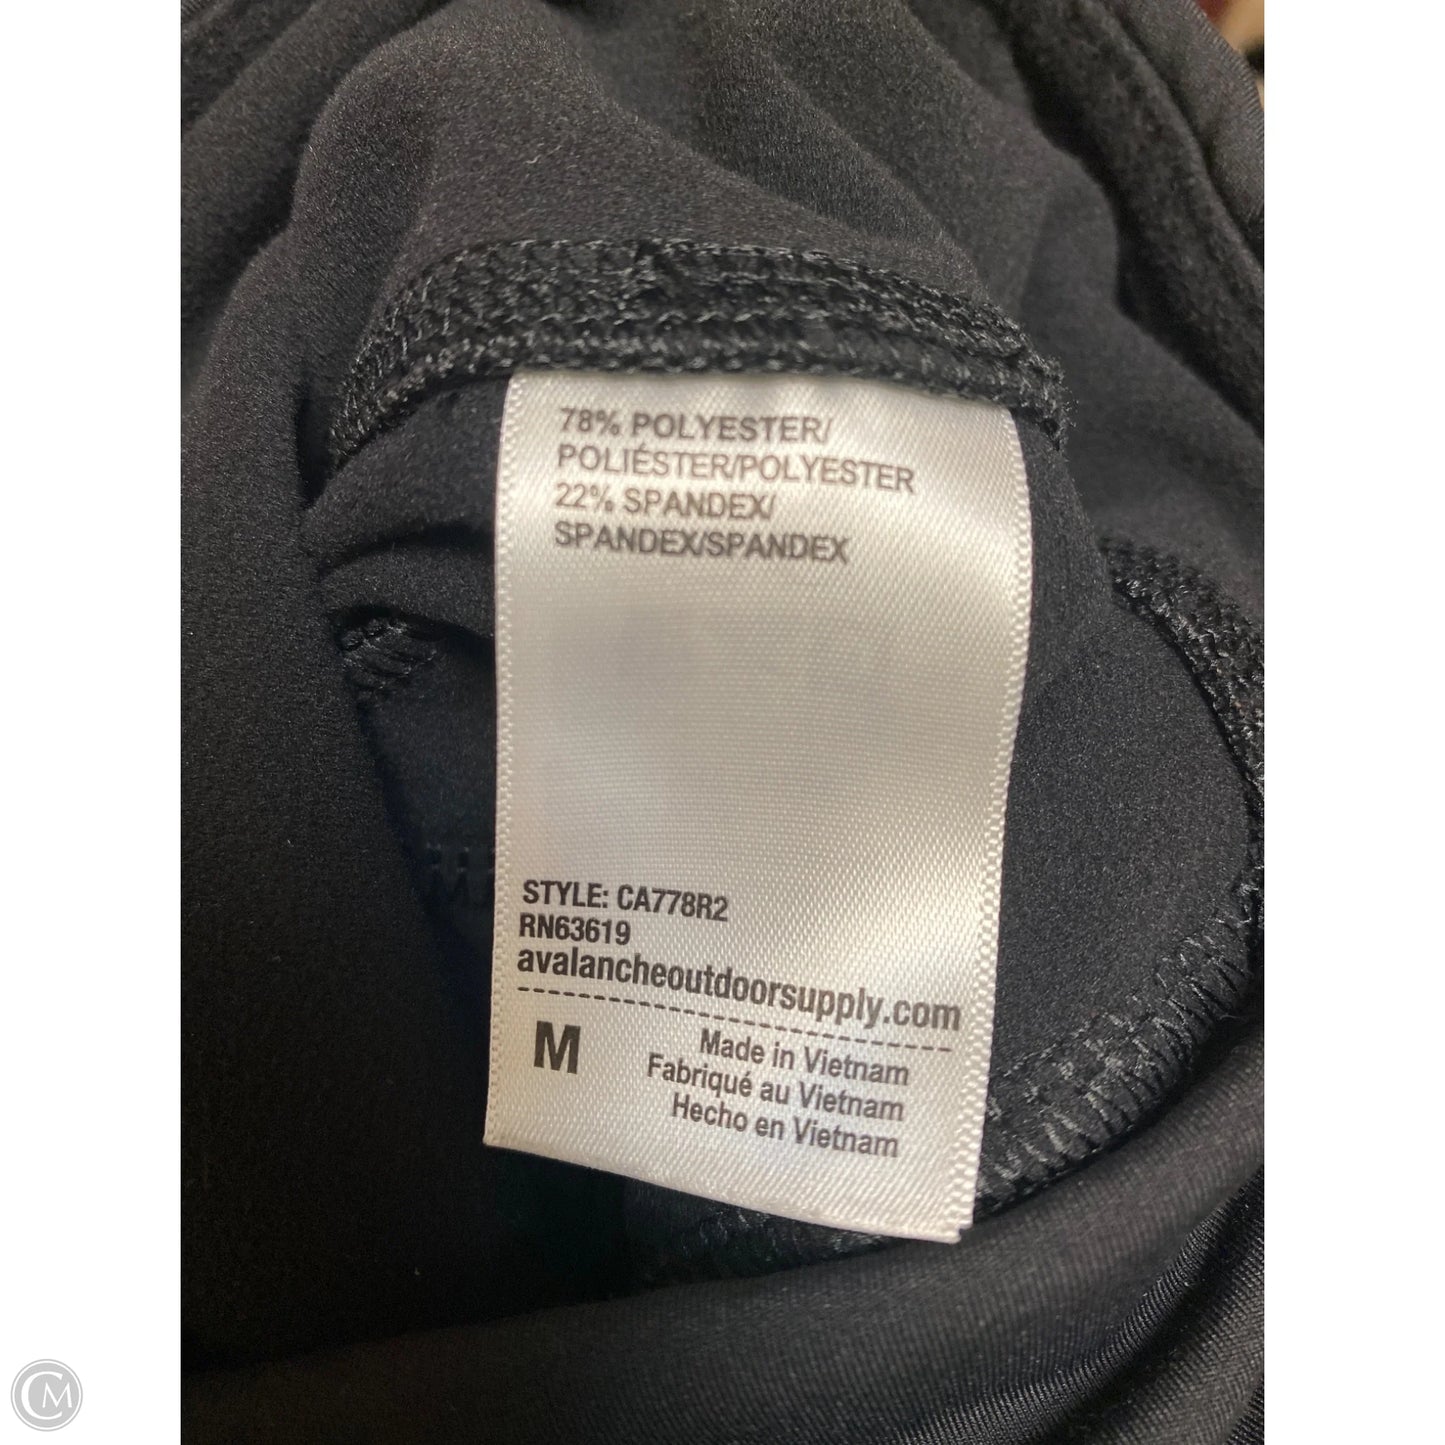 78% POLYESTER/
POLIÉSTER/POLYESTER
22% SPANDEX/
SPANDEX/SPANDEX
STYLE: CA778R2
RN63619
avalancheoutdoorsupply.com
M
Made in Vietnam
Fabriqué au Vietnam
Hecho en Vietnam
CM